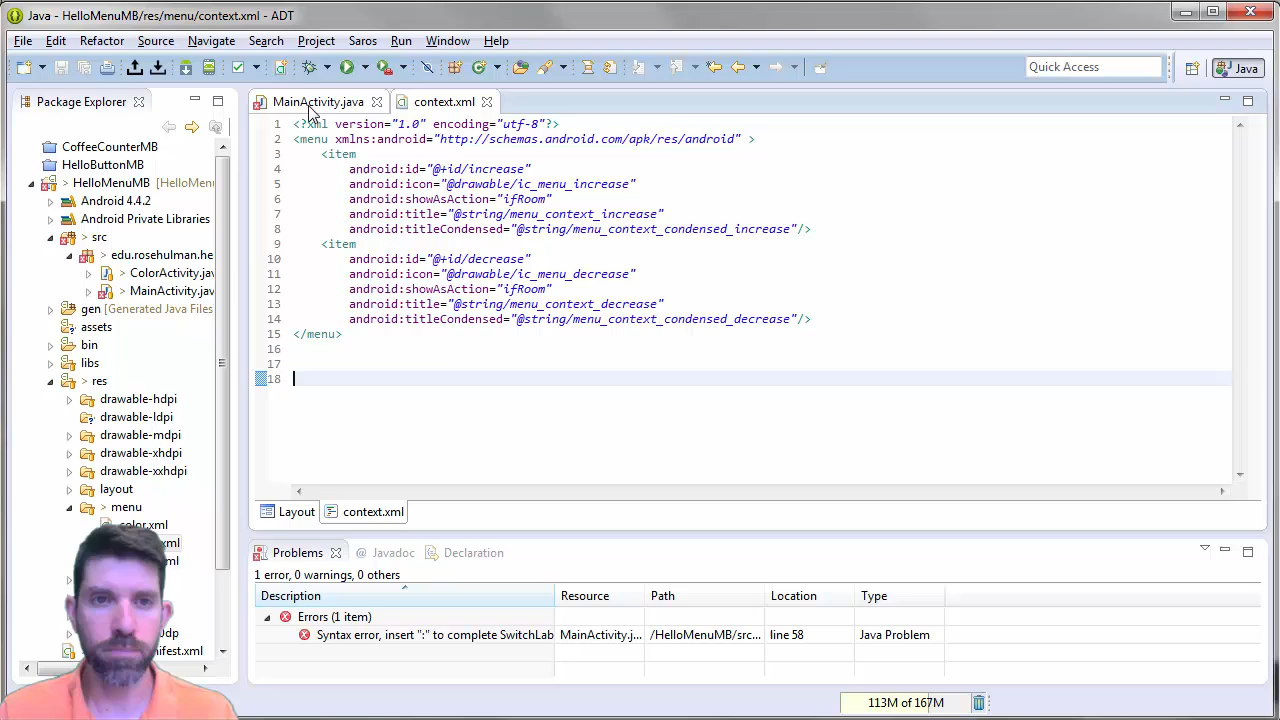 Java - HelloMenuMB/res/menu/context.xml - ADT
File Edit Refactor Source Navigate Search Project Saros Run Window Help
Quick Access
Java
Package Explorer
MainActivity.java
context.xml
CoffeeCounterMB
HelloButtonMB
> HelloMenuMB [HelloMenu
Android 4.4.2
Android Private Libraries
> src
> edu.rosehulman.he
> ColorActivity.jav
> MainActivity.jav
gen [Generated Java Files
assets
bin
libs
> res
drawable-hdpi
drawable-ldpi
drawable-mdpi
drawable-xhdpi
drawable-xxhdpi
layout
> menu
color.xml
xml
ml
0dp
nifest.xml
1 <?xml version="1.0" encoding="utf-8"?>
2 <menu xmlns:android="http://schemas.android.com/apk/res/android" >
3 <item
4 android:id="@+id/increase"
5 android:icon="@drawable/ic_menu_increase"
6 android:showAsAction="ifRoom"
7 android:title="@string/menu_context_increase"
8 android:titleCondensed="@string/menu_context_condensed_increase"/>
9 <item
10 android:id="@+id/decrease"
11 android:icon="@drawable/ic_menu_decrease"
12 android:showAsAction="ifRoom"
13 android:title="@string/menu_context_decrease"
14 android:titleCondensed="@string/menu_context_condensed_decrease"/>
15 </menu>
16
17
18
Layout
context.xml
Problems
@ Javadoc
Declaration
1 error, 0 warnings, 0 others
Description Resource Path Location Type
Errors (1 item)
Syntax error, insert ":" to complete SwitchLab MainActivity.j... /HelloMenuMB/src... line 58 Java Problem
113M of 167M